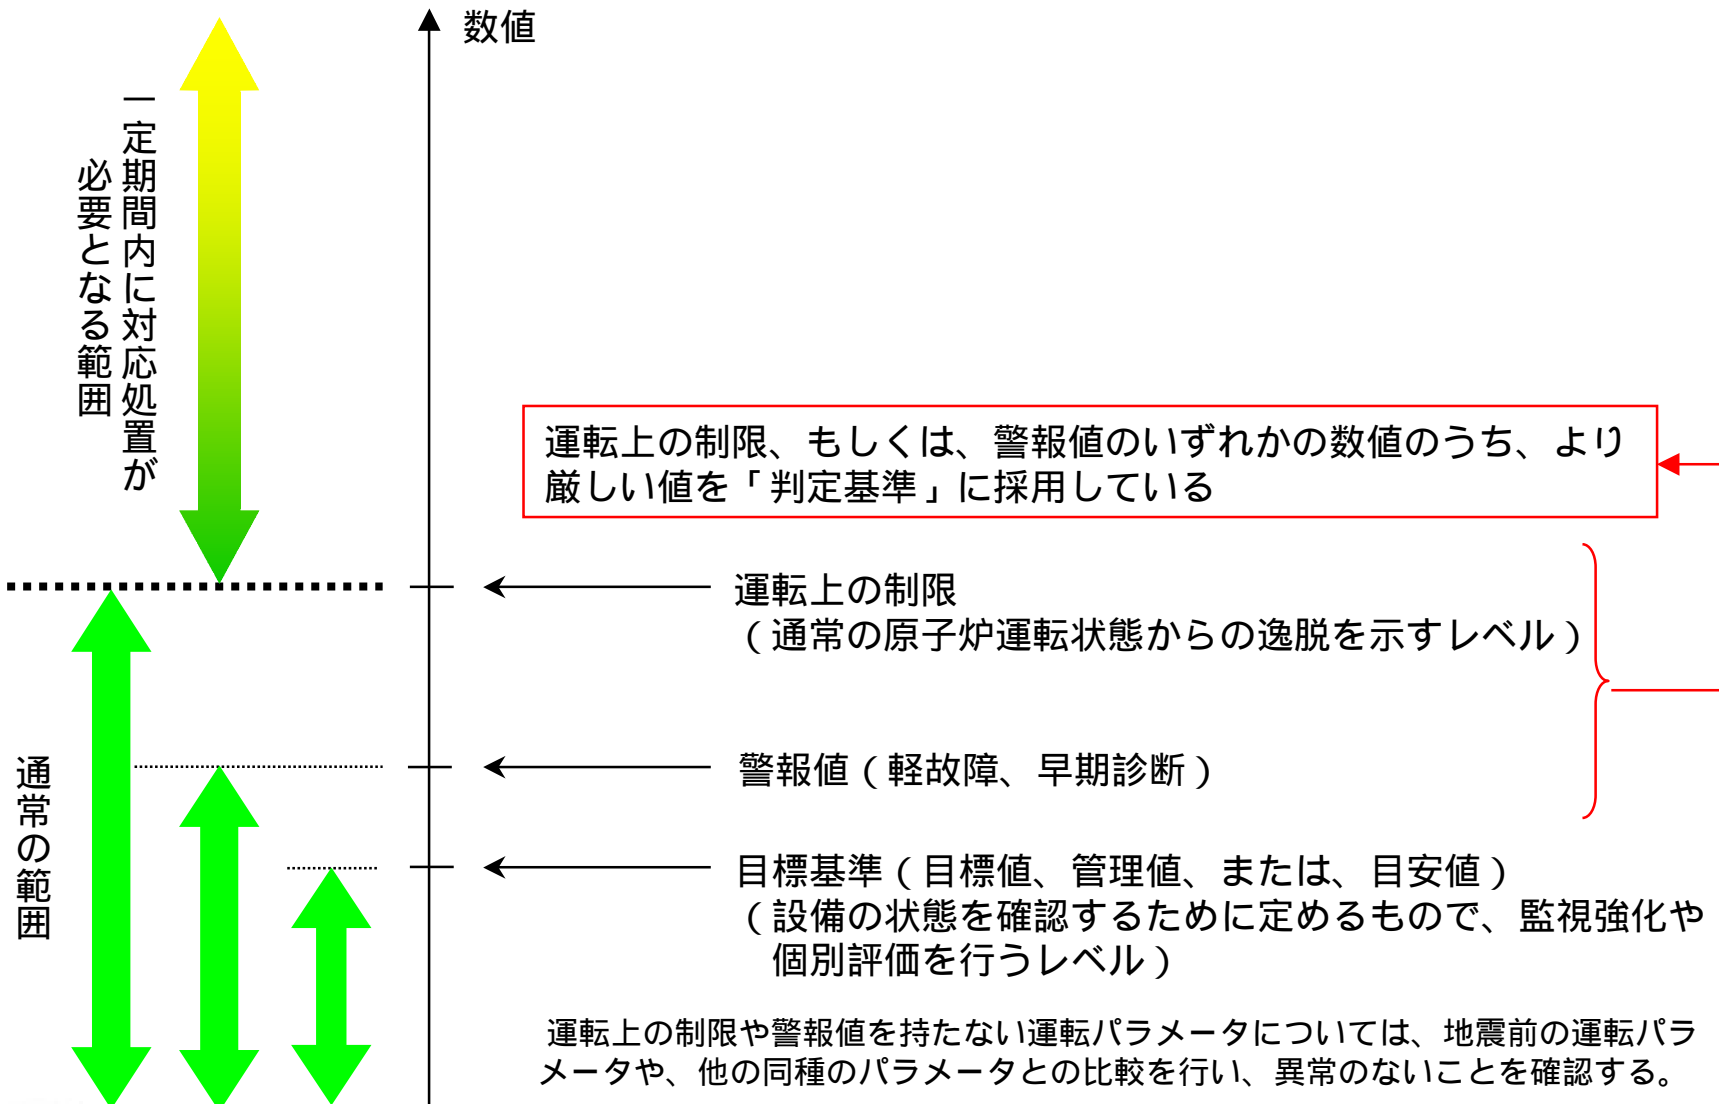 数値
一定期間内に対応処置が
必要となる範囲
運転上の制限、もしくは、警報値のいずれかの数値のうち、より
厳しい値を「判定基準」に採用している
運転上の制限
（通常の原子炉運転状態からの逸脱を示すレベル）
警報値（軽故障、早期診断）
通常の範囲
目標基準（目標値、管理値、または、目安値）
（設備の状態を確認するために定めるもので、監視強化や
個別評価を行うレベル）
運転上の制限や警報値を持たない運転パラメータについては、地震前の運転パラ
メータや、他の同種のパラメータとの比較を行い、異常のないことを確認する。